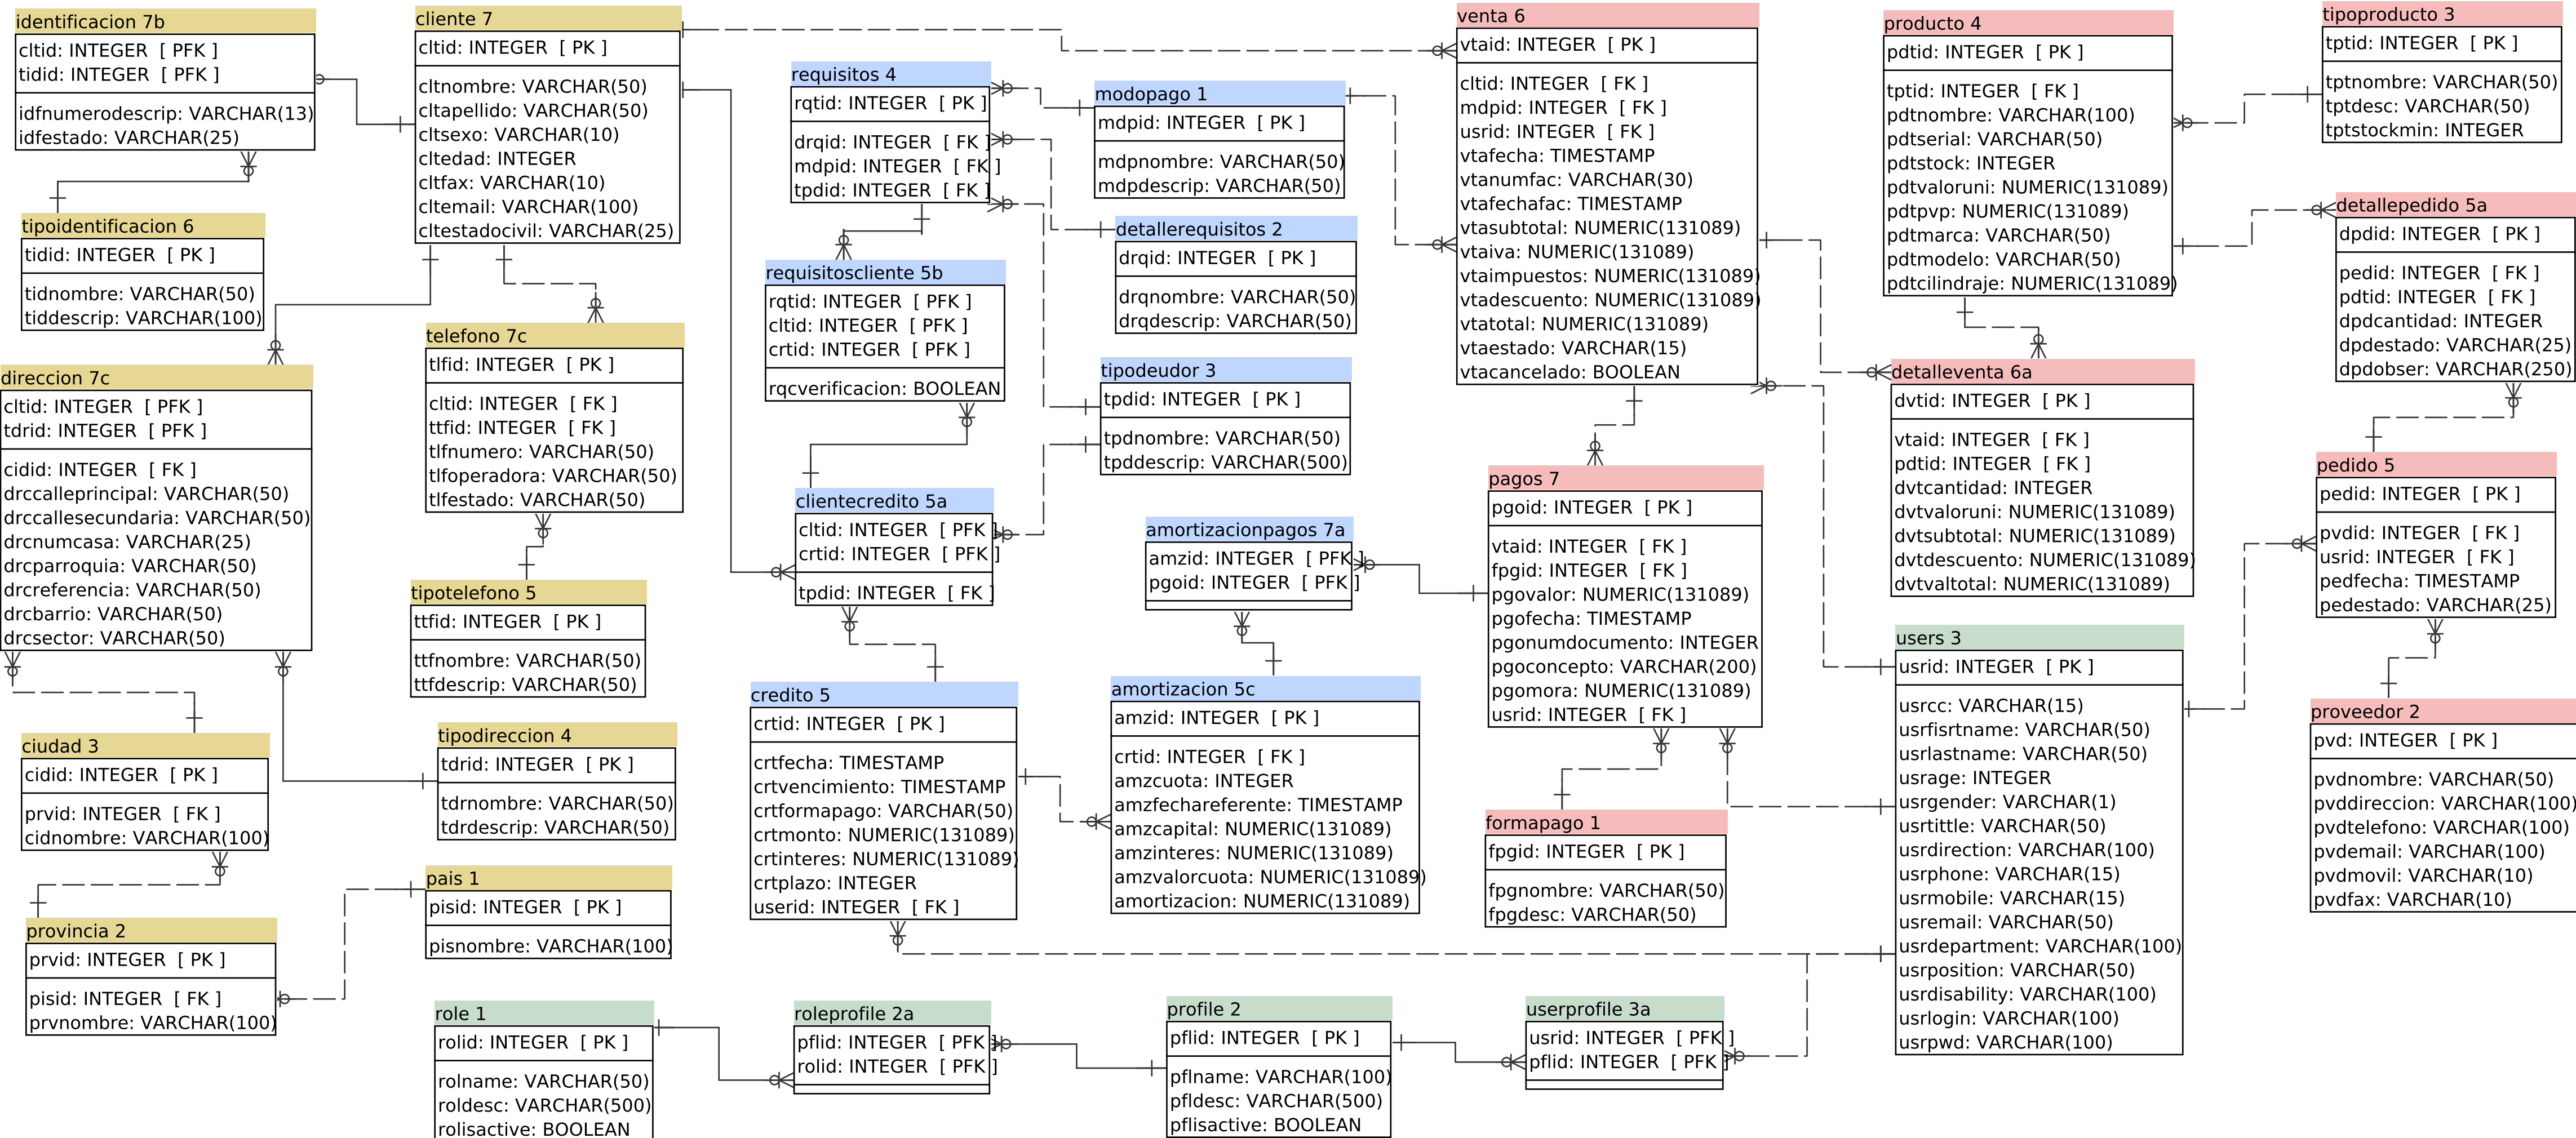 identificacion 7b
cltid: INTEGER [ PFK ]
tidid: INTEGER [ PFK ]
idfnumerodescrip: VARCHAR(13)
idfestado: VARCHAR(25)
cliente 7
cltid: INTEGER [ PK ]
cltnombre: VARCHAR(50)
cltapellido: VARCHAR(50)
cltsexo: VARCHAR(10)
cltedad: INTEGER
cltfax: VARCHAR(10)
cltemail: VARCHAR(100)
cltestadocivil: VARCHAR(25)
requisitos 4
rqtid: INTEGER [ PK ]
drqid: INTEGER [ FK ]
mdpid: INTEGER [ FK ]
tpdid: INTEGER [ FK ]
modopago 1
mdpid: INTEGER [ PK ]
mdpnombre: VARCHAR(50)
mdpdescrip: VARCHAR(50)
venta 6
vtaid: INTEGER [ PK ]
cltid: INTEGER [ FK ]
mdpid: INTEGER [ FK ]
usrid: INTEGER [ FK ]
vtafecha: TIMESTAMP
vtanumfac: VARCHAR(30)
vtafechafac: TIMESTAMP
vtasubtotal: NUMERIC(131089)
vtaiva: NUMERIC(131089)
vtaimpuestos: NUMERIC(131089)
vtadescuento: NUMERIC(131089)
vtatotal: NUMERIC(131089)
vtaestado: VARCHAR(15)
vtacancelado: BOOLEAN
producto 4
pdtid: INTEGER [ PK ]
tptid: INTEGER [ FK ]
pdtnombre: VARCHAR(100)
pdtserial: VARCHAR(50)
pdtstock: INTEGER
pdtvaloruni: NUMERIC(131089)
pdtpvp: NUMERIC(131089)
pdtmarca: VARCHAR(50)
pdtmodelo: VARCHAR(50)
pdtcilindraje: NUMERIC(131089)
tipoproducto 3
tptid: INTEGER [ PK ]
tptnombre: VARCHAR(50)
tptdesc: VARCHAR(50)
tptstockmin: INTEGER
tipoidentificacion 6
tidid: INTEGER [ PK ]
tidnombre: VARCHAR(50)
tiddescrip: VARCHAR(100)
detallerequisitos 2
drqid: INTEGER [ PK ]
drqnombre: VARCHAR(50)
drqdescrip: VARCHAR(50)
detallepedido 5a
dpdid: INTEGER [ PK ]
pedid: INTEGER [ FK ]
pdtid: INTEGER [ FK ]
dpdcantidad: INTEGER
dpdestado: VARCHAR(25)
dpdobser: VARCHAR(250)
requisitoscliente 5b
rqtid: INTEGER [ PFK ]
cltid: INTEGER [ PFK ]
crtid: INTEGER [ PFK ]
rqcverificacion: BOOLEAN
telefono 7c
tlfid: INTEGER [ PK ]
cltid: INTEGER [ FK ]
ttfid: INTEGER [ FK ]
tlfnumero: VARCHAR(50)
tlfoperadora: VARCHAR(50)
tlfestado: VARCHAR(50)
direccion 7c
cltid: INTEGER [ PFK ]
tdrid: INTEGER [ PFK ]
cidid: INTEGER [ FK ]
drccalleprincipal: VARCHAR(50)
drccallesecundaria: VARCHAR(50)
drcnumcasa: VARCHAR(25)
drcparroquia: VARCHAR(50)
drcreferencia: VARCHAR(50)
drcbarrio: VARCHAR(50)
drcsector: VARCHAR(50)
tipodeudor 3
tpdid: INTEGER [ PK ]
tpdnombre: VARCHAR(50)
tpddescrip: VARCHAR(500)
detalleventa 6a
dvtid: INTEGER [ PK ]
vtaid: INTEGER [ FK ]
pdtid: INTEGER [ FK ]
dvtcantidad: INTEGER
dvtvaloruni: NUMERIC(131089)
dvtsubtotal: NUMERIC(131089)
dvtdescuento: NUMERIC(131089)
dvtvaltotal: NUMERIC(131089)
pedido 5
pedid: INTEGER [ PK ]
pvdid: INTEGER [ FK ]
usrid: INTEGER [ FK ]
pedfecha: TIMESTAMP
pedestado: VARCHAR(25)
clientecredito 5a
cltid: INTEGER [ PFK ]
crtid: INTEGER [ PFK ]
tpdid: INTEGER [ FK ]
pagos 7
pgoid: INTEGER [ PK ]
vtaid: INTEGER [ FK ]
fpgid: INTEGER [ FK ]
pgovalor: NUMERIC(131089)
pgofecha: TIMESTAMP
pgonumdocumento: INTEGER
pgoconcepto: VARCHAR(200)
pgomora: NUMERIC(131089)
usrid: INTEGER [ FK ]
amortizacionpagos 7a
amzid: INTEGER [ PFK ]
pgoid: INTEGER [ PFK ]
tipotelefono 5
ttfid: INTEGER [ PK ]
ttfnombre: VARCHAR(50)
ttfdescrip: VARCHAR(50)
users 3
usrid: INTEGER [ PK ]
usrcc: VARCHAR(15)
usrfisrtname: VARCHAR(50)
usrlastname: VARCHAR(50)
usrage: INTEGER
usrgender: VARCHAR(1)
usrtittle: VARCHAR(50)
usrdirection: VARCHAR(100)
usrphone: VARCHAR(15)
usrmobile: VARCHAR(15)
usremail: VARCHAR(50)
usrdepartment: VARCHAR(100)
usrposition: VARCHAR(50)
usrdisability: VARCHAR(100)
usrlogin: VARCHAR(100)
usrpwd: VARCHAR(100)
credito 5
crtid: INTEGER [ PK ]
crtfecha: TIMESTAMP
crtvencimiento: TIMESTAMP
crtformapago: VARCHAR(50)
crtmonto: NUMERIC(131089)
crtinteres: NUMERIC(131089)
crtplazo: INTEGER
userid: INTEGER [ FK ]
amortizacion 5c
amzid: INTEGER [ PK ]
crtid: INTEGER [ FK ]
amzcuota: INTEGER
amzfechareferente: TIMESTAMP
amzcapital: NUMERIC(131089)
amzinteres: NUMERIC(131089)
amzvalorcuota: NUMERIC(131089)
amortizacion: NUMERIC(131089)
proveedor 2
pvd: INTEGER [ PK ]
pvdnombre: VARCHAR(50)
pvddireccion: VARCHAR(100)
pvdtelefono: VARCHAR(100)
pvdemail: VARCHAR(100)
pvdmovil: VARCHAR(10)
pvdfax: VARCHAR(10)
ciudad 3
cidid: INTEGER [ PK ]
prvid: INTEGER [ FK ]
cidnombre: VARCHAR(100)
tipodireccion 4
tdrid: INTEGER [ PK ]
tdrnombre: VARCHAR(50)
tdrdescrip: VARCHAR(50)
formapago 1
fpgid: INTEGER [ PK ]
fpgnombre: VARCHAR(50)
fpgdesc: VARCHAR(50)
pais 1
pisid: INTEGER [ PK ]
pisnombre: VARCHAR(100)
provincia 2
prvid: INTEGER [ PK ]
pisid: INTEGER [ FK ]
prvnombre: VARCHAR(100)
role 1
rolid: INTEGER [ PK ]
rolname: VARCHAR(50)
roldesc: VARCHAR(500)
rolisactive: BOOLEAN
roleprofile 2a
pflid: INTEGER [ PFK ]
rolid: INTEGER [ PFK ]
profile 2
pflid: INTEGER [ PK ]
pflname: VARCHAR(100)
pfldesc: VARCHAR(500)
pflisactive: BOOLEAN
userprofile 3a
usrid: INTEGER [ PFK ]
pflid: INTEGER [ PFK ]